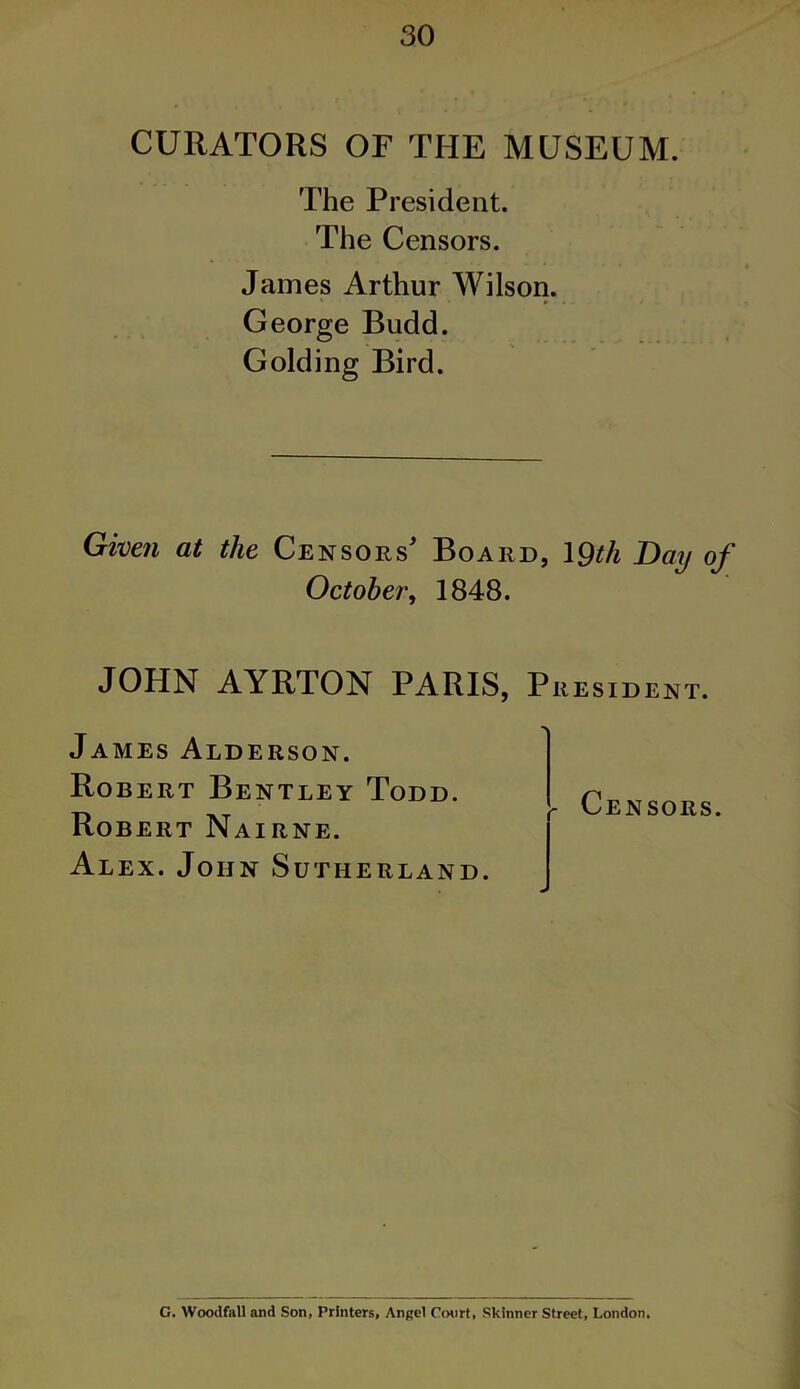 30
CURATORS OF THE MUSEUM.
The President.
The Censors.
James Arthur Wilson.
George Budd.
Golding Bird.
Given at the Censors' Board, 19th Day of
October, 1848.
JOHN AYRTON PARIS, President.
James Alderson.
Robert Bentley Todd.
Robert Nairne.
Alex. John Sutherland.
Censors.
G. Woodfall and Son, Printers, Angel Court, Skinner Street, London.